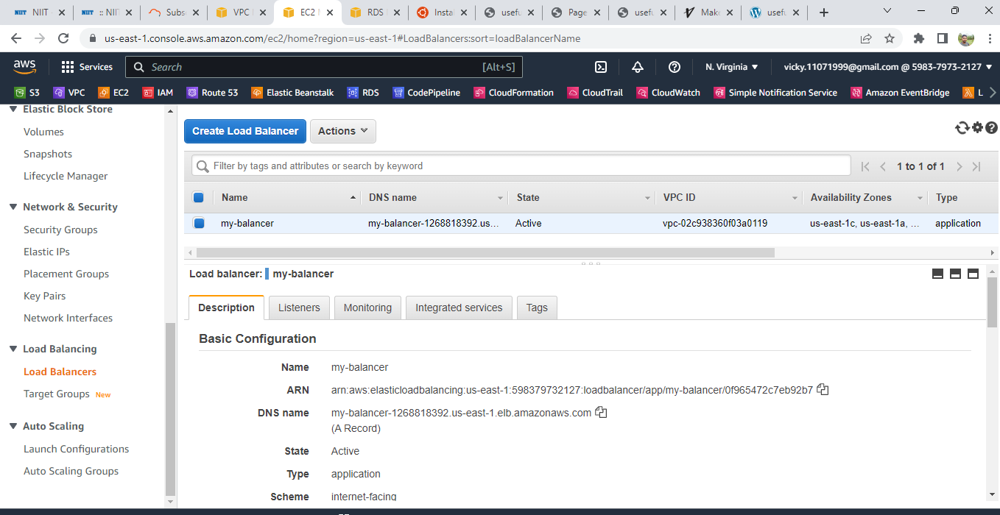 NIIT NIIT
NIIT :: NIIT
Subs
VPC
EC2
RDS
Insta
usefu
Page
usefu
Make
usefu
us-east-1.console.aws.amazon.com/ec2/home?region=us-east-1#LoadBalancers:sort=loadBalancerName
aws
Services
Search
[Alt+S]
N. Virginia
vicky.11071999@gmail.com @ 5983-7973-2127
S3
VPC
EC2
IAM
Route 53
Elastic Beanstalk
RDS
CodePipeline
CloudFormation
CloudTrail
CloudWatch
Simple Notification Service
Amazon EventBridge
L
Elastic Block Store
Volumes
Snapshots
Lifecycle Manager
Network & Security
Security Groups
Elastic IPs
Placement Groups
Key Pairs
Network Interfaces
Load Balancing
Load Balancers
Target Groups New
Auto Scaling
Launch Configurations
Auto Scaling Groups
Create Load Balancer
Actions
Filter by tags and attributes or search by keyword
1 to 1 of 1
Name DNS name State VPC ID Availability Zones Type
my-balancer my-balancer-1268818392.us... Active vpc-02c938360f03a0119 us-east-1c, us-east-1a, ... application
Load balancer: my-balancer
Description Listeners Monitoring Integrated services Tags
Basic Configuration
Name my-balancer
ARN arn:aws:elasticloadbalancing:us-east-1:598379732127:loadbalancer/app/my-balancer/0f965472c7eb92b7
DNS name my-balancer-1268818392.us-east-1.elb.amazonaws.com
(A Record)
State Active
Type application
Scheme internet-facing